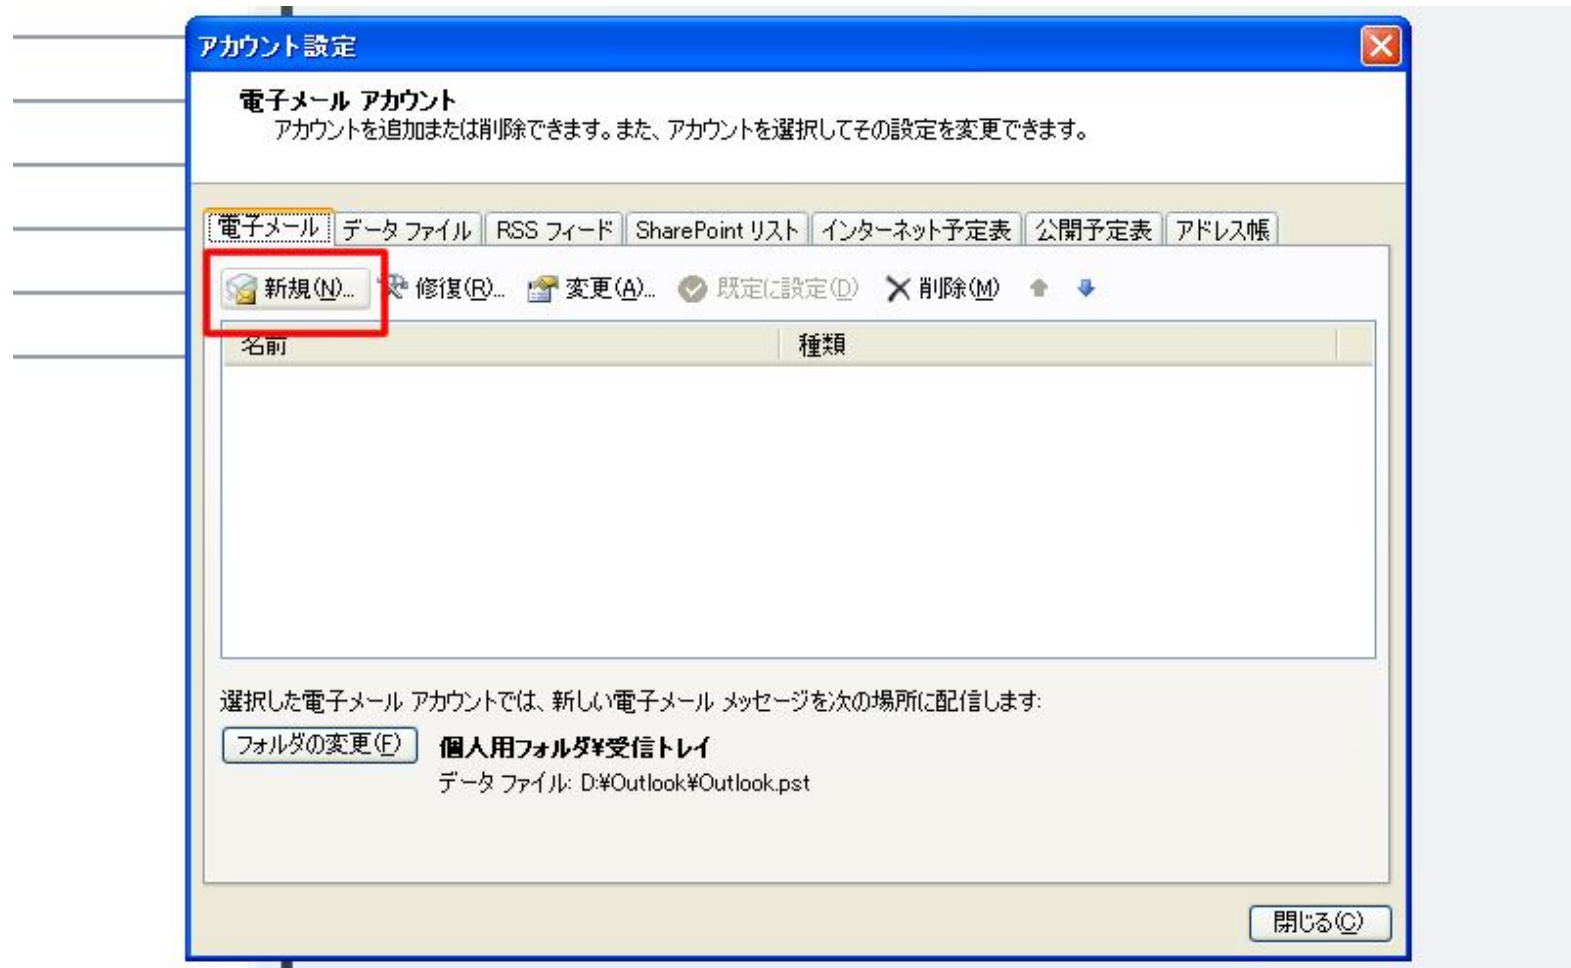 アカウント設定
電子メール アカウント
アカウントを追加または削除できます。また、アカウントを選択してその設定を変更できます。
電子メール データ ファイル RSS フィード SharePoint リスト インターネット予定表 公開予定表 アドレス帳
新規(N)... 修復(R)... 変更(A)... 既定に設定(D) 削除(M)
名前 種類
選択した電子メール アカウントでは、新しい電子メール メッセージを次の場所に配信します:
フォルダの変更(F) 個人用フォルダ¥受信トレイ
データ ファイル: D:¥Outlook¥Outlook.pst
閉じる(C)